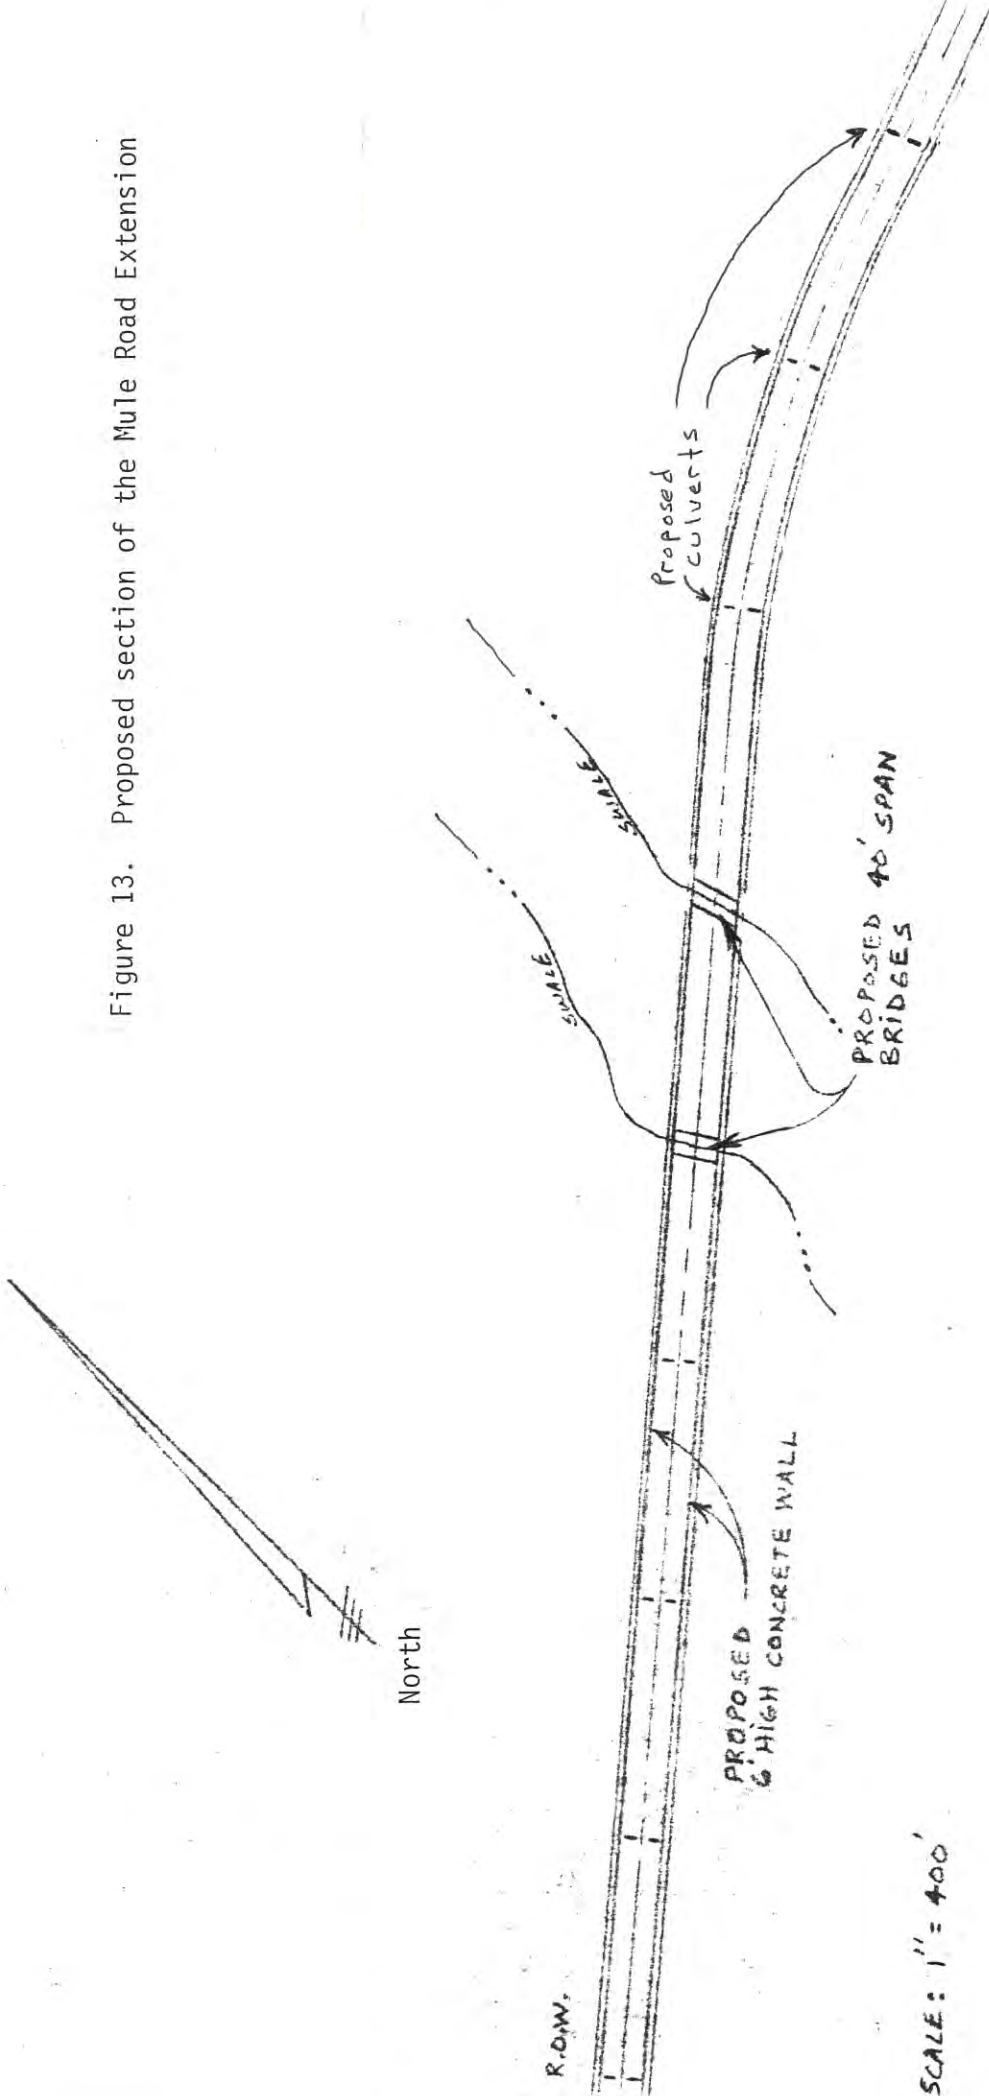 Figure 13. Proposed section of the Mule Road Extension
North
SWALE
SWALE
Proposed
culverts
R.O.W.
PROPOSED
6' HIGH CONCRETE WALL
PROPOSED 40' SPAN
BRIDGES
SCALE: 1" = 400'